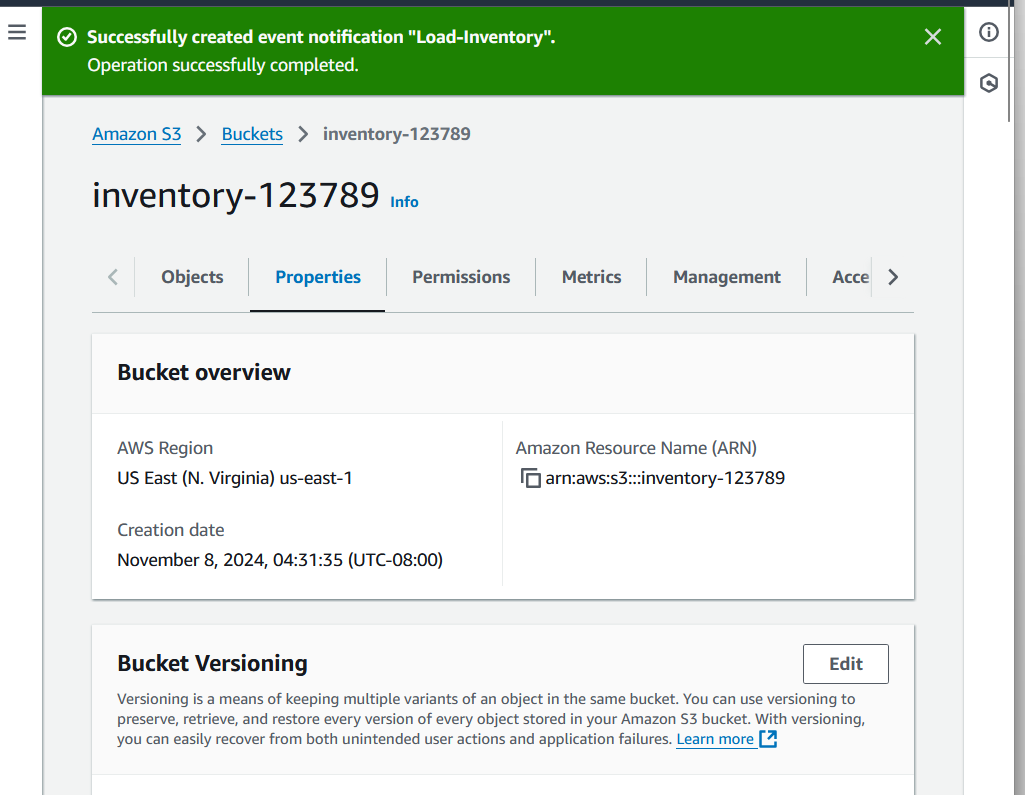 Successfully created event notification "Load-Inventory".
Operation successfully completed.
Amazon S3 > Buckets > inventory-123789
inventory-123789 Info
Objects Properties Permissions Metrics Management Acce
Bucket overview
AWS Region
US East (N. Virginia) us-east-1
Amazon Resource Name (ARN)
arn:aws:s3:::inventory-123789
Creation date
November 8, 2024, 04:31:35 (UTC-08:00)
Bucket Versioning
Edit
Versioning is a means of keeping multiple variants of an object in the same bucket. You can use versioning to
preserve, retrieve, and restore every version of every object stored in your Amazon S3 bucket. With versioning,
you can easily recover from both unintended user actions and application failures. Learn more